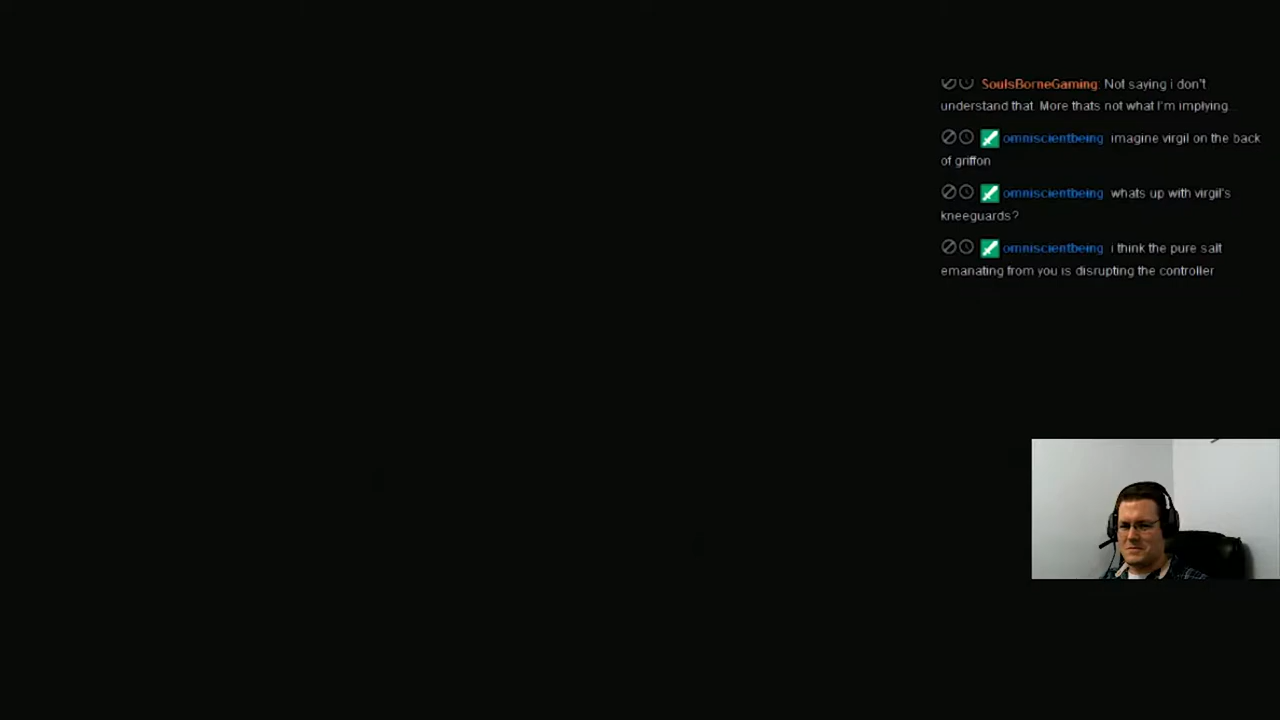 SoulsBorneGaming: Not saying i don't
understand that. More thats not what I'm implying...
omniscientbeing imagine virgil on the back
of griffon
omniscientbeing whats up with virgil's
kneeguards?
omniscientbeing i think the pure salt
emanating from you is disrupting the controller